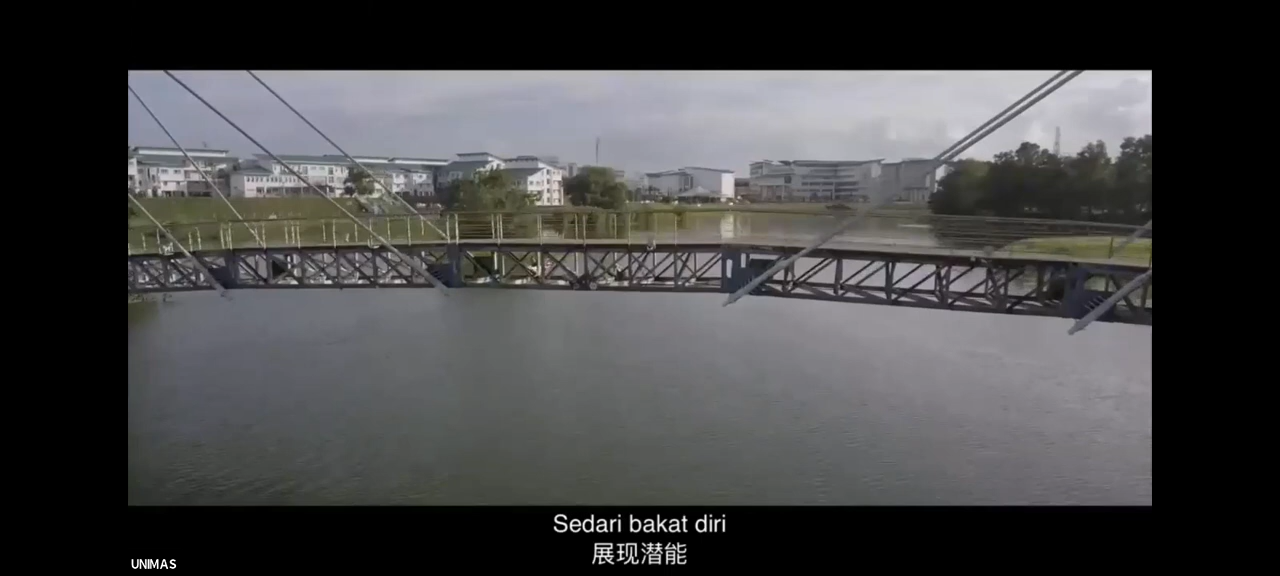 Sedari bakat diri
展现潜能
UNIMAS